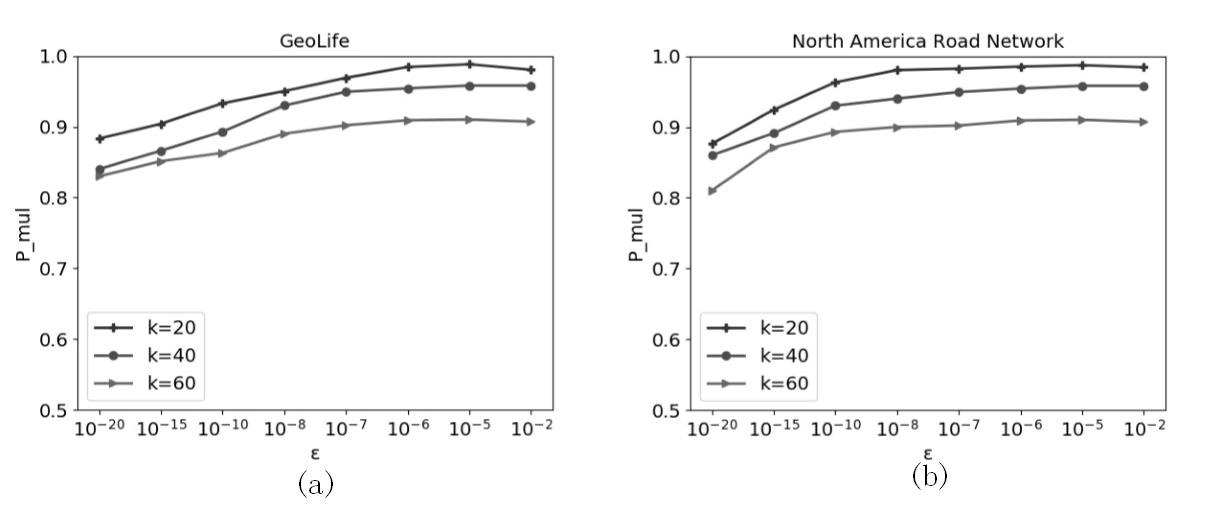 GeoLife
1.0
0.9
0.8
0.7
0.6
0.5
P_mul
k=20
k=40
k=60
10⁻²⁰ 10⁻¹⁵ 10⁻¹⁰ 10⁻⁸ 10⁻⁷ 10⁻⁶ 10⁻⁵ 10⁻²
ε
(a)
North America Road Network
1.0
0.9
0.8
0.7
0.6
0.5
P_mul
k=20
k=40
k=60
10⁻²⁰ 10⁻¹⁵ 10⁻¹⁰ 10⁻⁸ 10⁻⁷ 10⁻⁶ 10⁻⁵ 10⁻²
ε
(b)